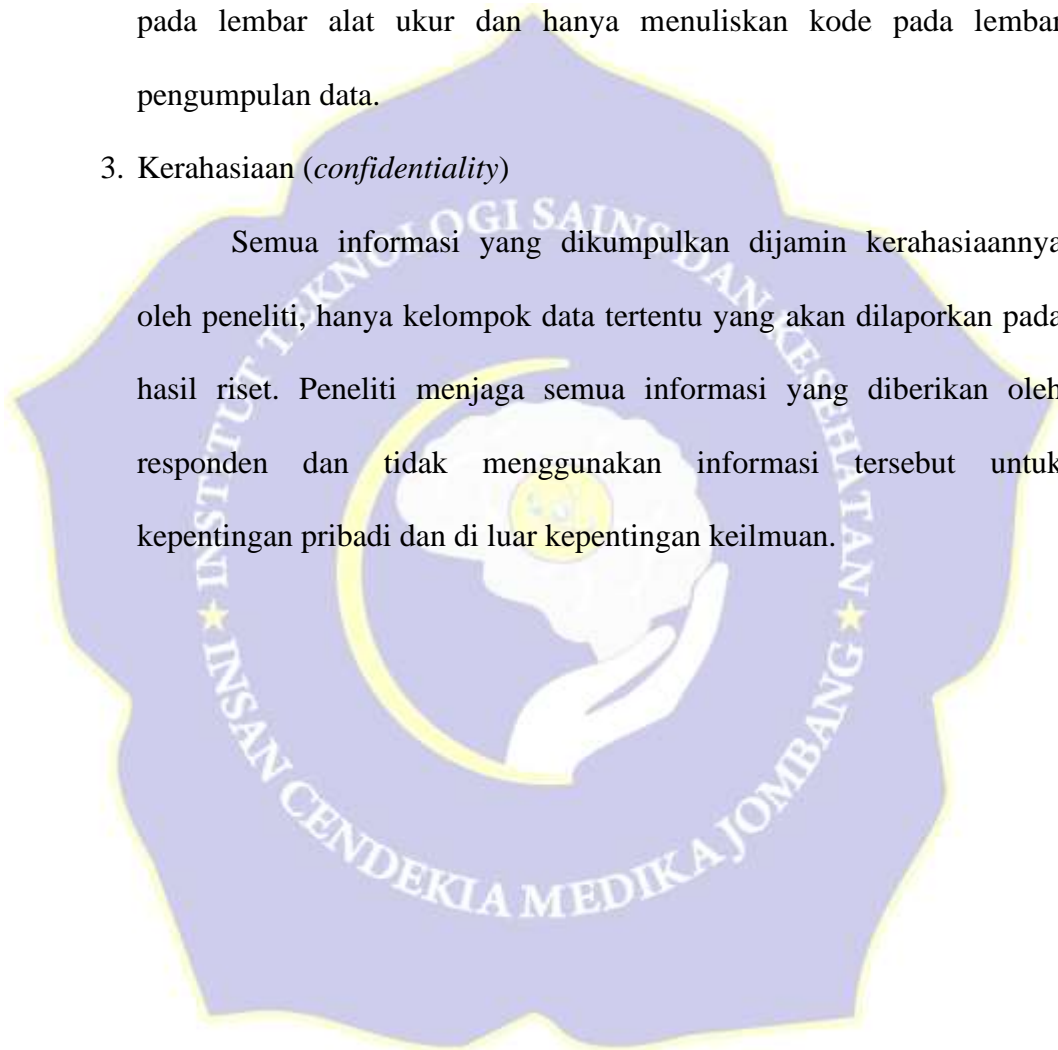 pada lembar alat ukur dan hanya menuliskan kode pada lembar
pengumpulan data.
3. Kerahasiaan (confidentiality)
Semua informasi yang dikumpulkan dijamin kerahasiaannya
oleh peneliti, hanya kelompok data tertentu yang akan dilaporkan pada
hasil riset. Peneliti menjaga semua informasi yang diberikan oleh
responden dan tidak menggunakan informasi tersebut untuk
kepentingan pribadi dan di luar kepentingan keilmuan.
INSTITUT TEKNOLOGI SAINS DAN KESEHATAN
INSAN CENDEKIA MEDIKA JOMBANG